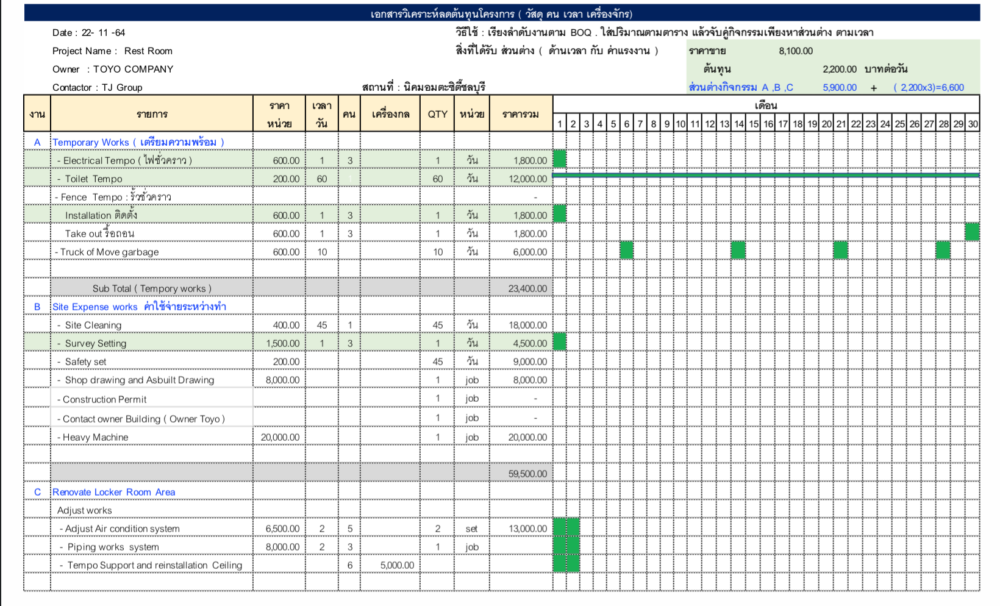 เอกสารวิเคราะห์ลดต้นทุนโครงการ ( วัสดุ คน เวลา เครื่องจักร)
Date : 22- 11 -64 วิธีใช้ : เรียงลำดับงานตาม BOQ . ใส่ปริมาณตามตาราง แล้วจับคู่กิจกรรมเพียงหาส่วนต่าง ตามเวลา
Project Name : Rest Room สิ่งที่ได้รับ ส่วนต่าง ( ด้านเวลา กับ ค่าแรงงาน ) ราคาขาย 8,100.00
Owner : TOYO COMPANY ต้นทุน 2,200.00 บาทต่อวัน
Contactor : TJ Group สถานที่ : นิคมอมตะซิตี้ชลบุรี ส่วนต่างกิจกรรม A ,B ,C 5,900.00 + ( 2,200x3)=6,600
งาน รายการ ราคา หน่วย เวลา วัน คน เครื่องกล QTY หน่วย ราคารวม เดือน
1 2 3 4 5 6 7 8 9 10 11 12 13 14 15 16 17 18 19 20 21 22 23 24 25 26 27 28 29 30
A Temporary Works ( เตรียมความพร้อม )
- Electrical Tempo ( ไฟชั่วคราว ) 600.00 1 3 1 วัน 1,800.00
- Toilet Tempo 200.00 60 1 60 วัน 12,000.00
- Fence Tempo : รั้วชั่วคราว -
Installation ติดตั้ง 600.00 1 3 1 วัน 1,800.00
Take out รื้อถอน 600.00 1 3 1 วัน 1,800.00
- Truck of Move garbage 600.00 10 10 วัน 6,000.00
Sub Total ( Tempory works ) 23,400.00
B Site Expense works ค่าใช้จ่ายระหว่างทำ
- Site Cleaning 400.00 45 1 45 วัน 18,000.00
- Survey Setting 1,500.00 1 3 1 วัน 4,500.00
- Safety set 200.00 45 วัน 9,000.00
- Shop drawing and Asbuilt Drawing 8,000.00 1 job 8,000.00
- Construction Permit 1 job -
- Contact owner Building ( Owner Toyo ) 1 job -
- Heavy Machine 20,000.00 1 job 20,000.00
59,500.00
C Renovate Locker Room Area
Adjust works
- Adjust Air condition system 6,500.00 2 5 2 set 13,000.00
- Piping works system 8,000.00 2 3 1 job
- Tempo Support and reinstallation Ceiling 6 5,000.00